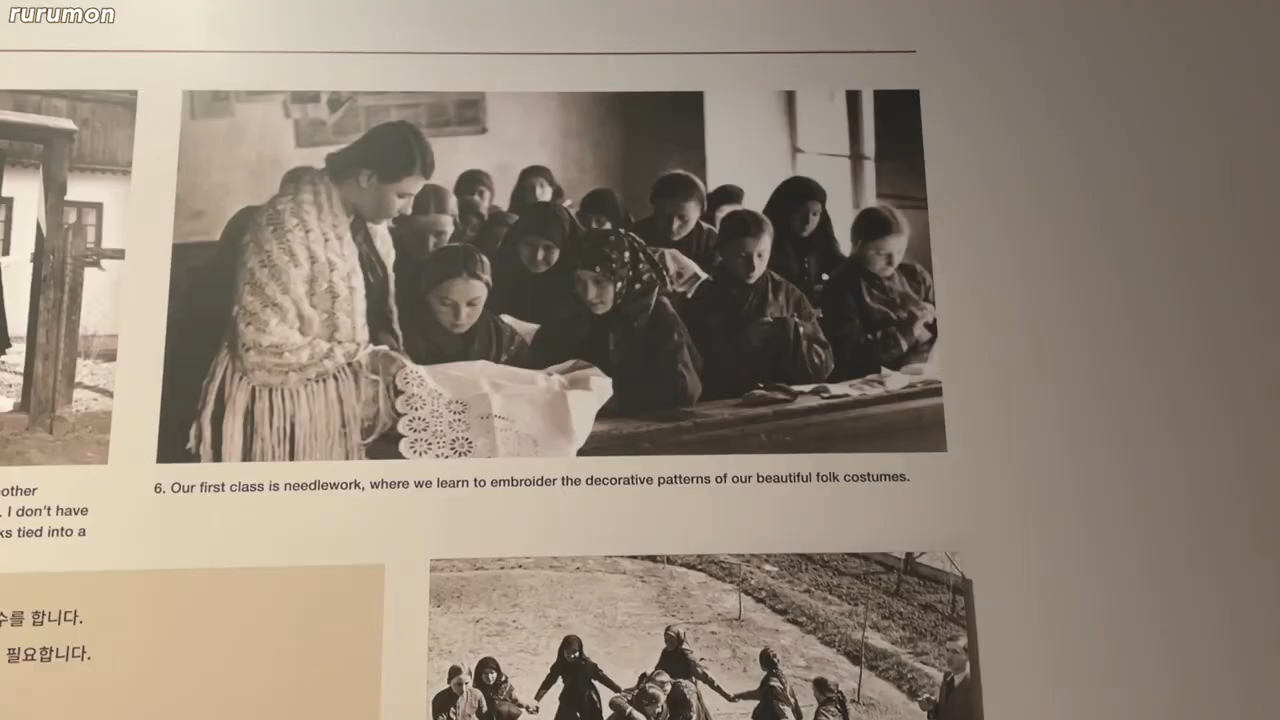 rurumon
other
. I don't have
ks tied into a
6. Our first class is needlework, where we learn to embroider the decorative patterns of our beautiful folk costumes.
수를 합니다.
필요합니다.